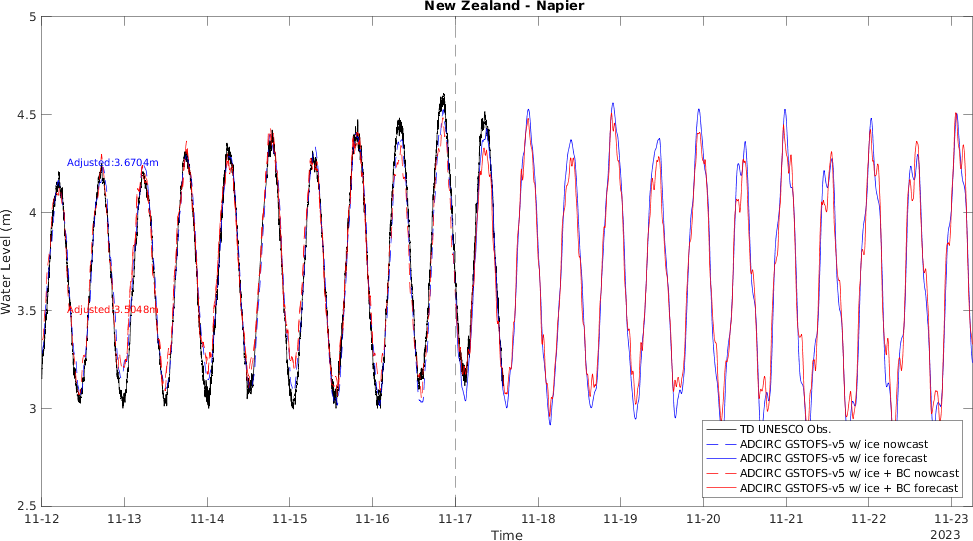 New Zealand - Napier
5
4.5
4
3.5
3
2.5
Water Level (m)
Adjusted:3.6704m
Adjusted:3.5048m
TD UNESCO Obs.
ADCIRC GSTOFS-v5 w/ ice nowcast
ADCIRC GSTOFS-v5 w/ ice forecast
ADCIRC GSTOFS-v5 w/ ice + BC nowcast
ADCIRC GSTOFS-v5 w/ ice + BC forecast
11-12 11-13 11-14 11-15 11-16 11-17 11-18 11-19 11-20 11-21 11-22 11-23
2023
Time